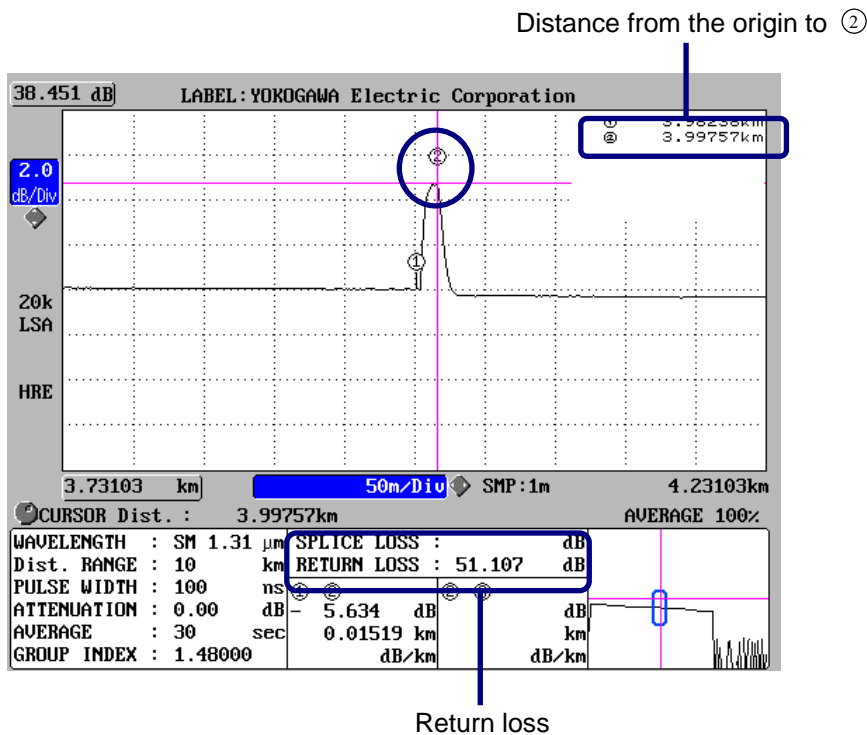 Distance from the origin to ②
38.451 dB
LABEL:YOKOGAWA Electric Corporation
① 3.98238km
② 3.99757km
2.0
dB/Div
②
①
20k
LSA
HRE
3.73103 km
50m/Div
SMP:1m
4.23103km
CURSOR Dist. : 3.99757km
AVERAGE 100%
WAVELENGTH : SM 1.31 μm
Dist. RANGE : 10 km
PULSE WIDTH : 100 ns
ATTENUATION : 0.00 dB
AVERAGE : 30 sec
GROUP INDEX : 1.48000
SPLICE LOSS : dB
RETURN LOSS : 51.107 dB
① ②
- 5.634 dB
0.01519 km
dB/km
② ③
dB
km
dB/km
Return loss